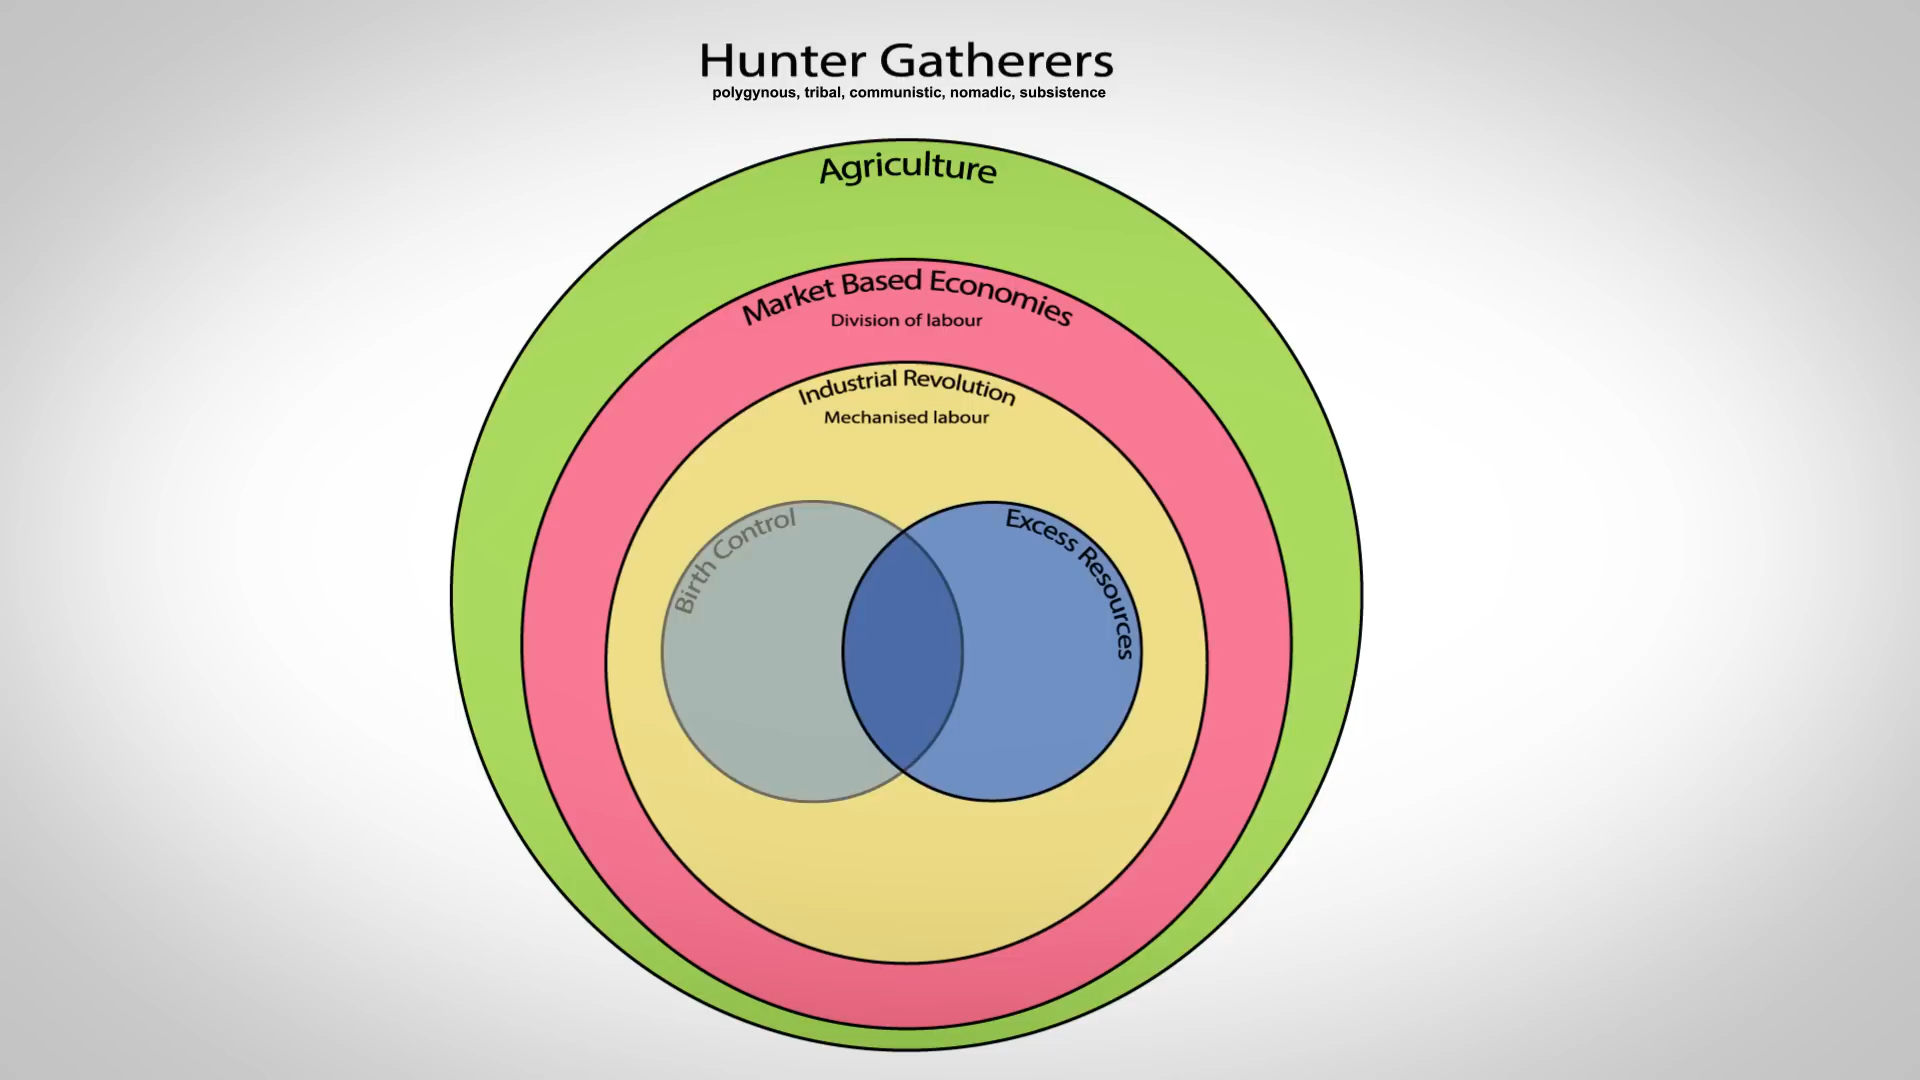 Hunter Gatherers
polygynous, tribal, communistic, nomadic, subsistence
Agriculture
Market Based Economies
Division of labour
Industrial Revolution
Mechanised labour
Birth Control
Excess Resources